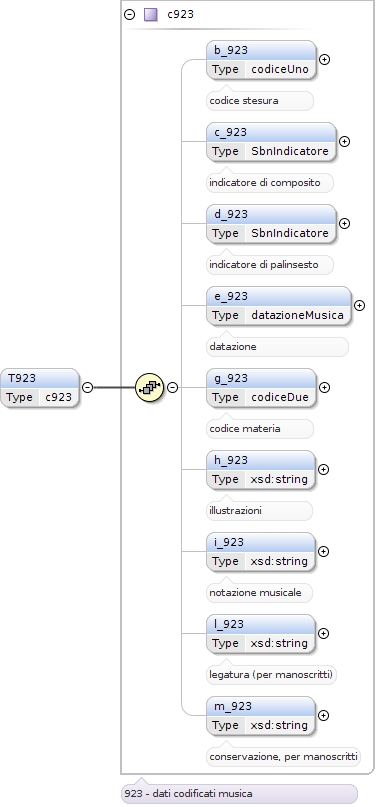 c923
b_923
Type codiceUno
codice stesura
c_923
Type SbnIndicatore
indicatore di composito
d_923
Type SbnIndicatore
indicatore di palinsesto
e_923
Type datazioneMusica
datazione
T923
Type c923
g_923
Type codiceDue
codice materia
h_923
Type xsd:string
illustrazioni
i_923
Type xsd:string
notazione musicale
l_923
Type xsd:string
legatura (per manoscritti)
m_923
Type xsd:string
conservazione, per manoscritti
923 - dati codificati musica